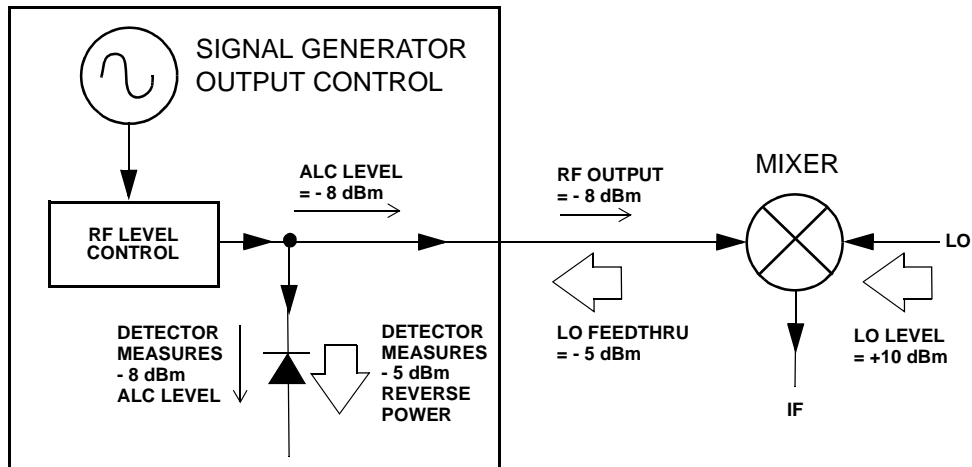 SIGNAL GENERATOR
OUTPUT CONTROL
ALC LEVEL
= - 8 dBm
RF OUTPUT
= - 8 dBm
MIXER
RF LEVEL
CONTROL
LO
DETECTOR
MEASURES
- 8 dBm
ALC LEVEL
DETECTOR
MEASURES
- 5 dBm
REVERSE
POWER
LO FEEDTHRU
= - 5 dBm
LO LEVEL
= +10 dBm
IF